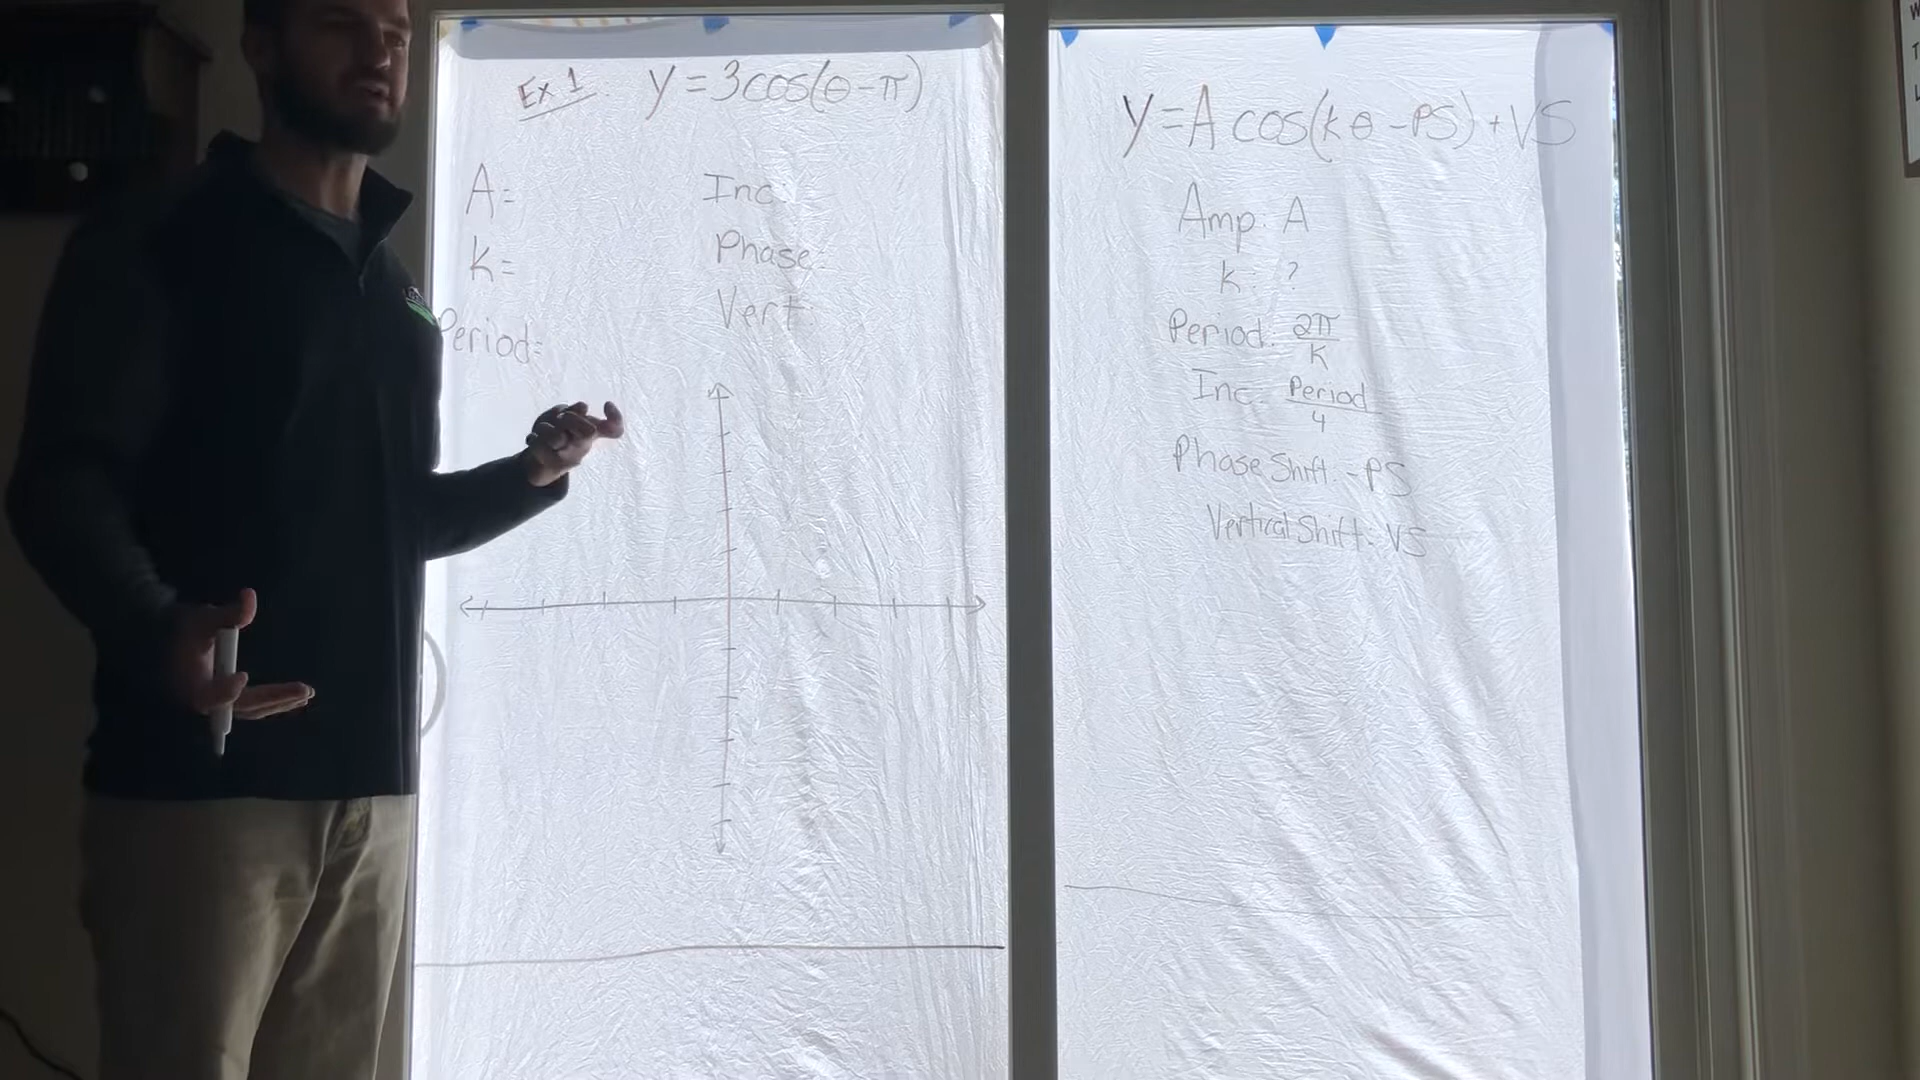 Ex 1. y=3cos(θ-π)
A=
K=
Period=
Inc:
Phase:
Vert:
y=A cos(kθ-PS)+VS
Amp: A
K: ?
Period: 2π/K
Inc: Period/4
Phase Shift: -PS
Vertical Shift: VS